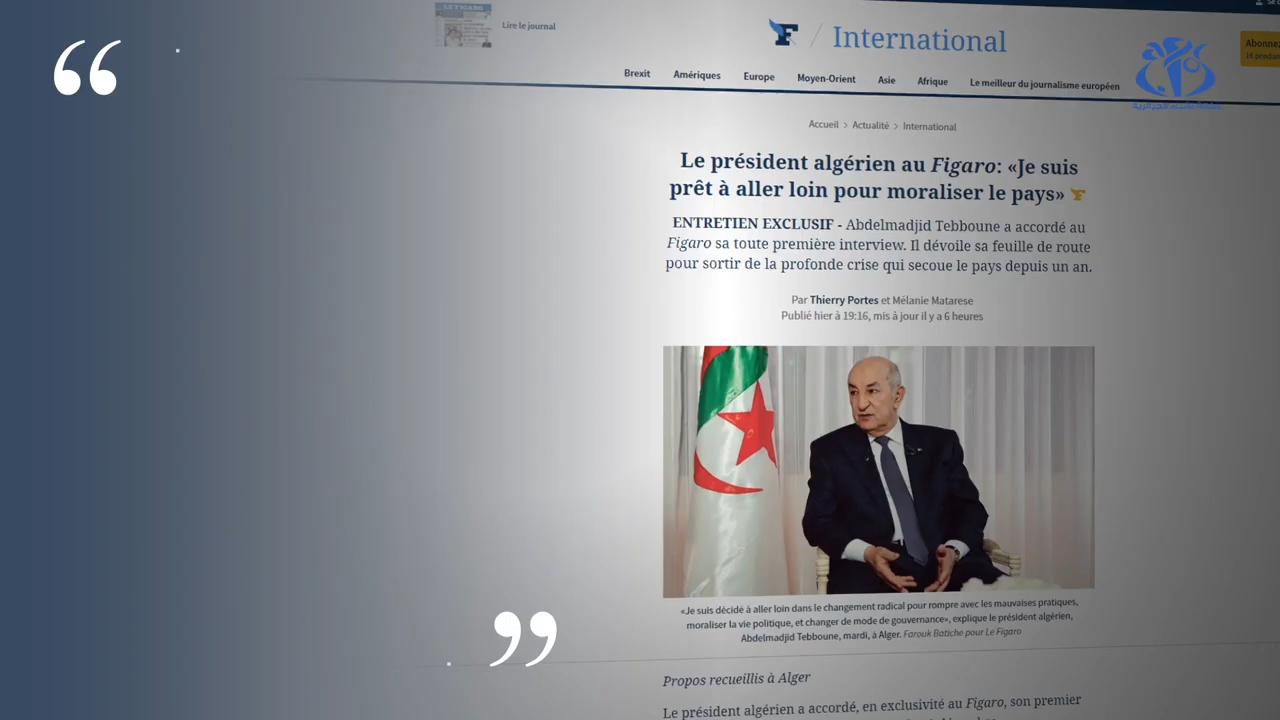 “
Lire le journal
F / International
Abonnez
Brexit Amériques Europe Moyen-Orient Asie Afrique Le meilleur du journalisme européen
Accueil > Actualité > International
Le président algérien au Figaro: «Je suis
prêt à aller loin pour moraliser le pays»
ENTRETIEN EXCLUSIF - Abdelmadjid Tebboune a accordé au
Figaro sa toute première interview. Il dévoile sa feuille de route
pour sortir de la profonde crise qui secoue le pays depuis un an.
Par Thierry Portes et Mélanie Matarese
Publié hier à 19:16, mis à jour il y a 6 heures
«Je suis décidé à aller loin dans le changement radical pour rompre avec les mauvaises pratiques,
moraliser la vie politique, et changer de mode de gouvernance», explique le président algérien,
Abdelmadjid Tebboune, mardi, à Alger. Farouk Batiche pour Le Figaro
”
Propos recueillis à Alger
Le président algérien a accordé, en exclusivité au Figaro, son premier